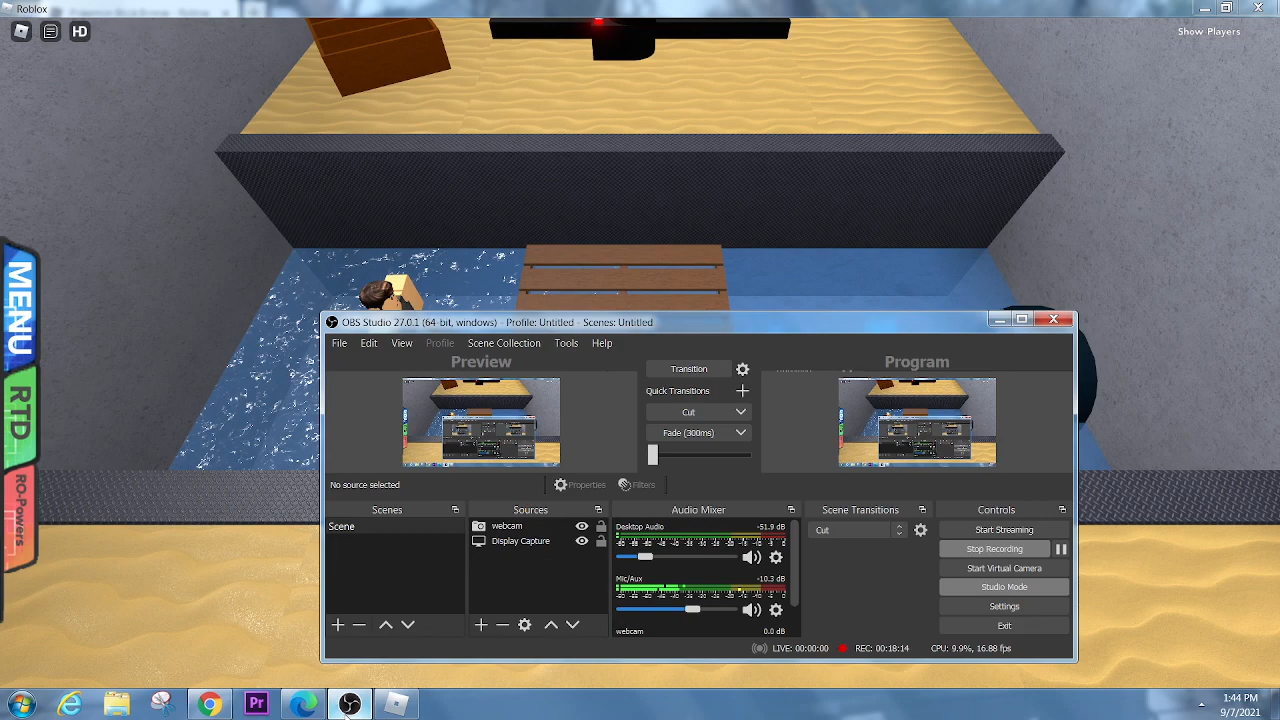 Roblox
HD
Show Players
MENU
RTD
RO-Powers
OBS Studio 27.0.1 (64-bit, windows) - Profile: Untitled - Scenes: Untitled
File Edit View Profile Scene Collection Tools Help
Preview
Transition
Program
Quick Transitions
Cut
Fade (300ms)
No source selected
Properties
Filters
Scenes
Sources
Audio Mixer
Scene Transitions
Controls
Scene
webcam
Display Capture
Desktop Audio -51.9 dB
Mic/Aux -10.3 dB
webcam 0.0 dB
Cut
Start Streaming
Stop Recording
Start Virtual Camera
Studio Mode
Settings
Exit
LIVE: 00:00:00 REC: 00:18:14 CPU: 9.9%, 16.88 fps
Pr
1:44 PM
9/7/2021